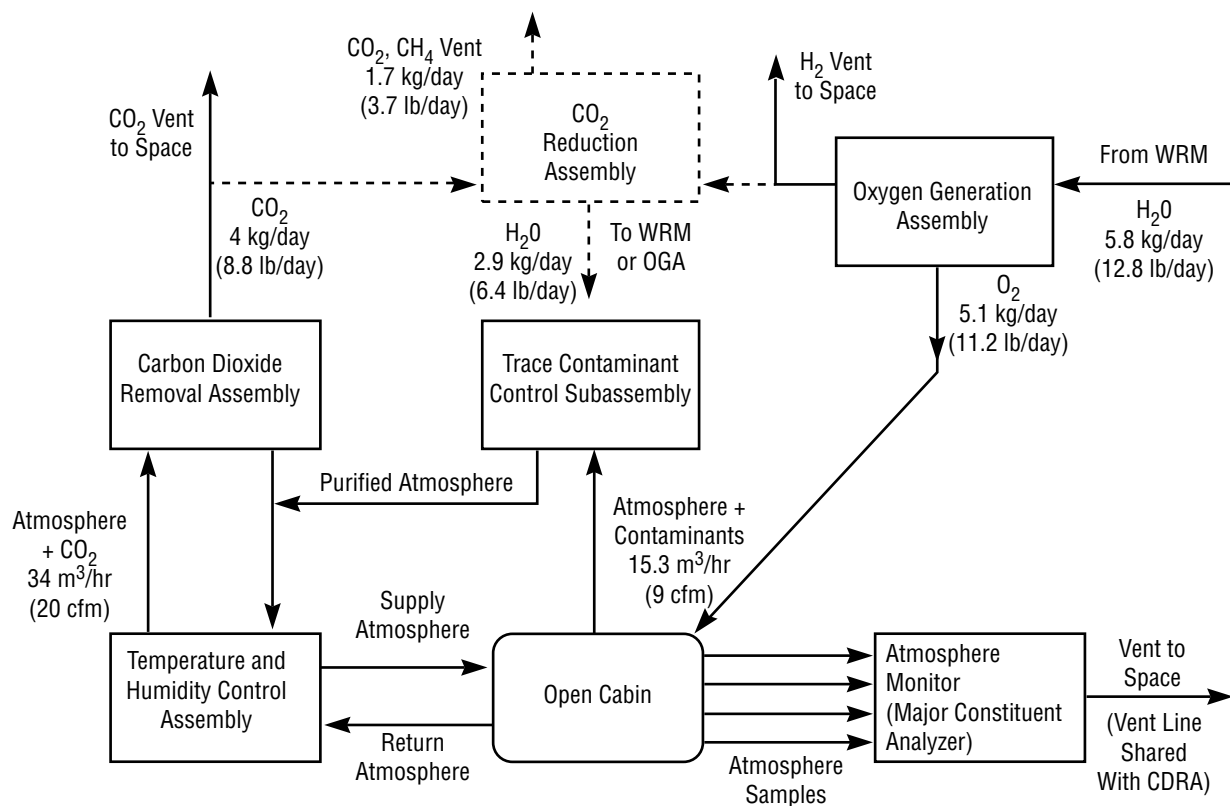 CO₂, CH₄ Vent
1.7 kg/day
(3.7 lb/day)
H₂ Vent
to Space
CO₂ Vent
to Space
CO₂
Reduction
Assembly
Oxygen Generation
Assembly
From WRM
H₂0
5.8 kg/day
(12.8 lb/day)
CO₂
4 kg/day
(8.8 lb/day)
H₂0
2.9 kg/day
(6.4 lb/day)
To WRM
or OGA
O₂
5.1 kg/day
(11.2 lb/day)
Carbon Dioxide
Removal Assembly
Trace Contaminant
Control Subassembly
Purified Atmosphere
Atmosphere
+ CO₂
34 m³/hr
(20 cfm)
Atmosphere +
Contaminants
15.3 m³/hr
(9 cfm)
Supply
Atmosphere
Temperature and
Humidity Control
Assembly
Open Cabin
Return
Atmosphere
Atmosphere
Monitor
(Major Constituent
Analyzer)
Atmosphere
Samples
Vent to
Space
(Vent Line
Shared
With CDRA)